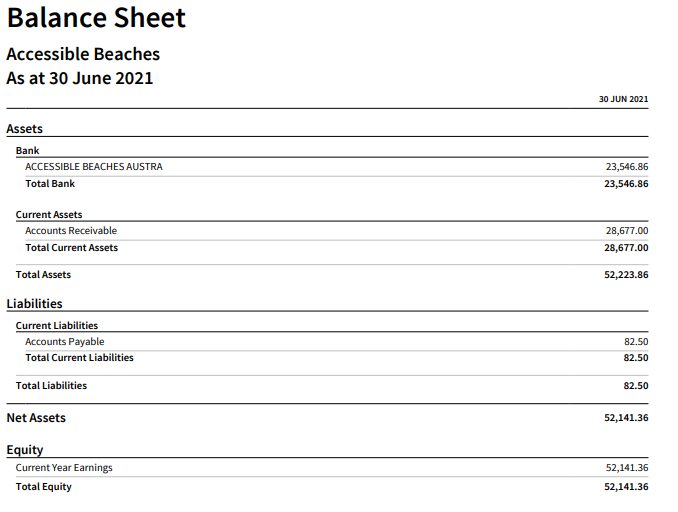 Balance Sheet
Accessible Beaches
As at 30 June 2021
30 JUN 2021
Assets
Bank
ACCESSIBLE BEACHES AUSTRA 23,546.86
Total Bank 23,546.86
Current Assets
Accounts Receivable 28,677.00
Total Current Assets 28,677.00
Total Assets 52,223.86
Liabilities
Current Liabilities
Accounts Payable 82.50
Total Current Liabilities 82.50
Total Liabilities 82.50
Net Assets 52,141.36
Equity
Current Year Earnings 52,141.36
Total Equity 52,141.36